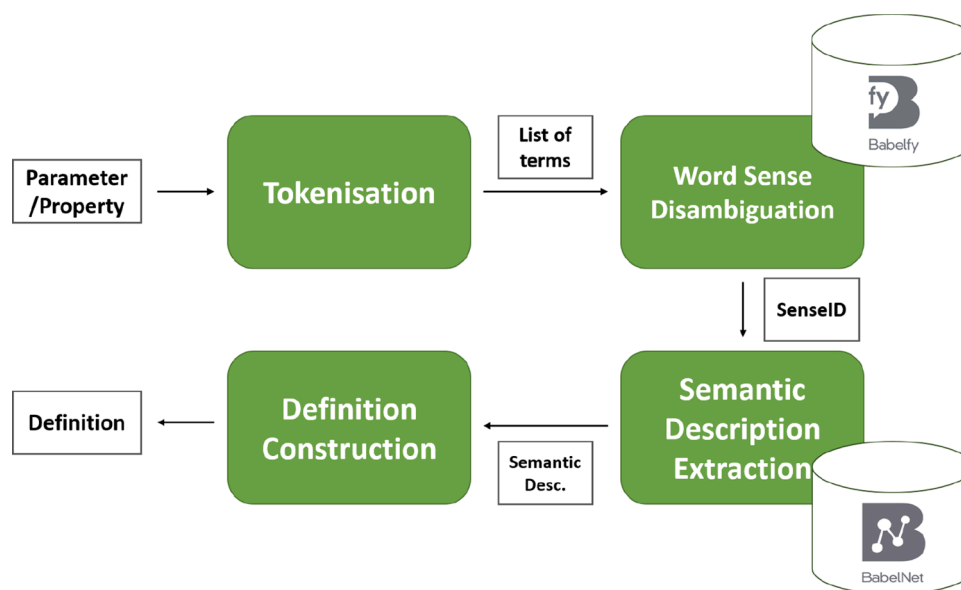 fy
Babelfy
List of
terms
Parameter
/Property
Tokenisation
Word Sense
Disambiguation
SenseID
Definition
Definition
Construction
Semantic
Desc.
Semantic
Description
Extraction
BabelNet